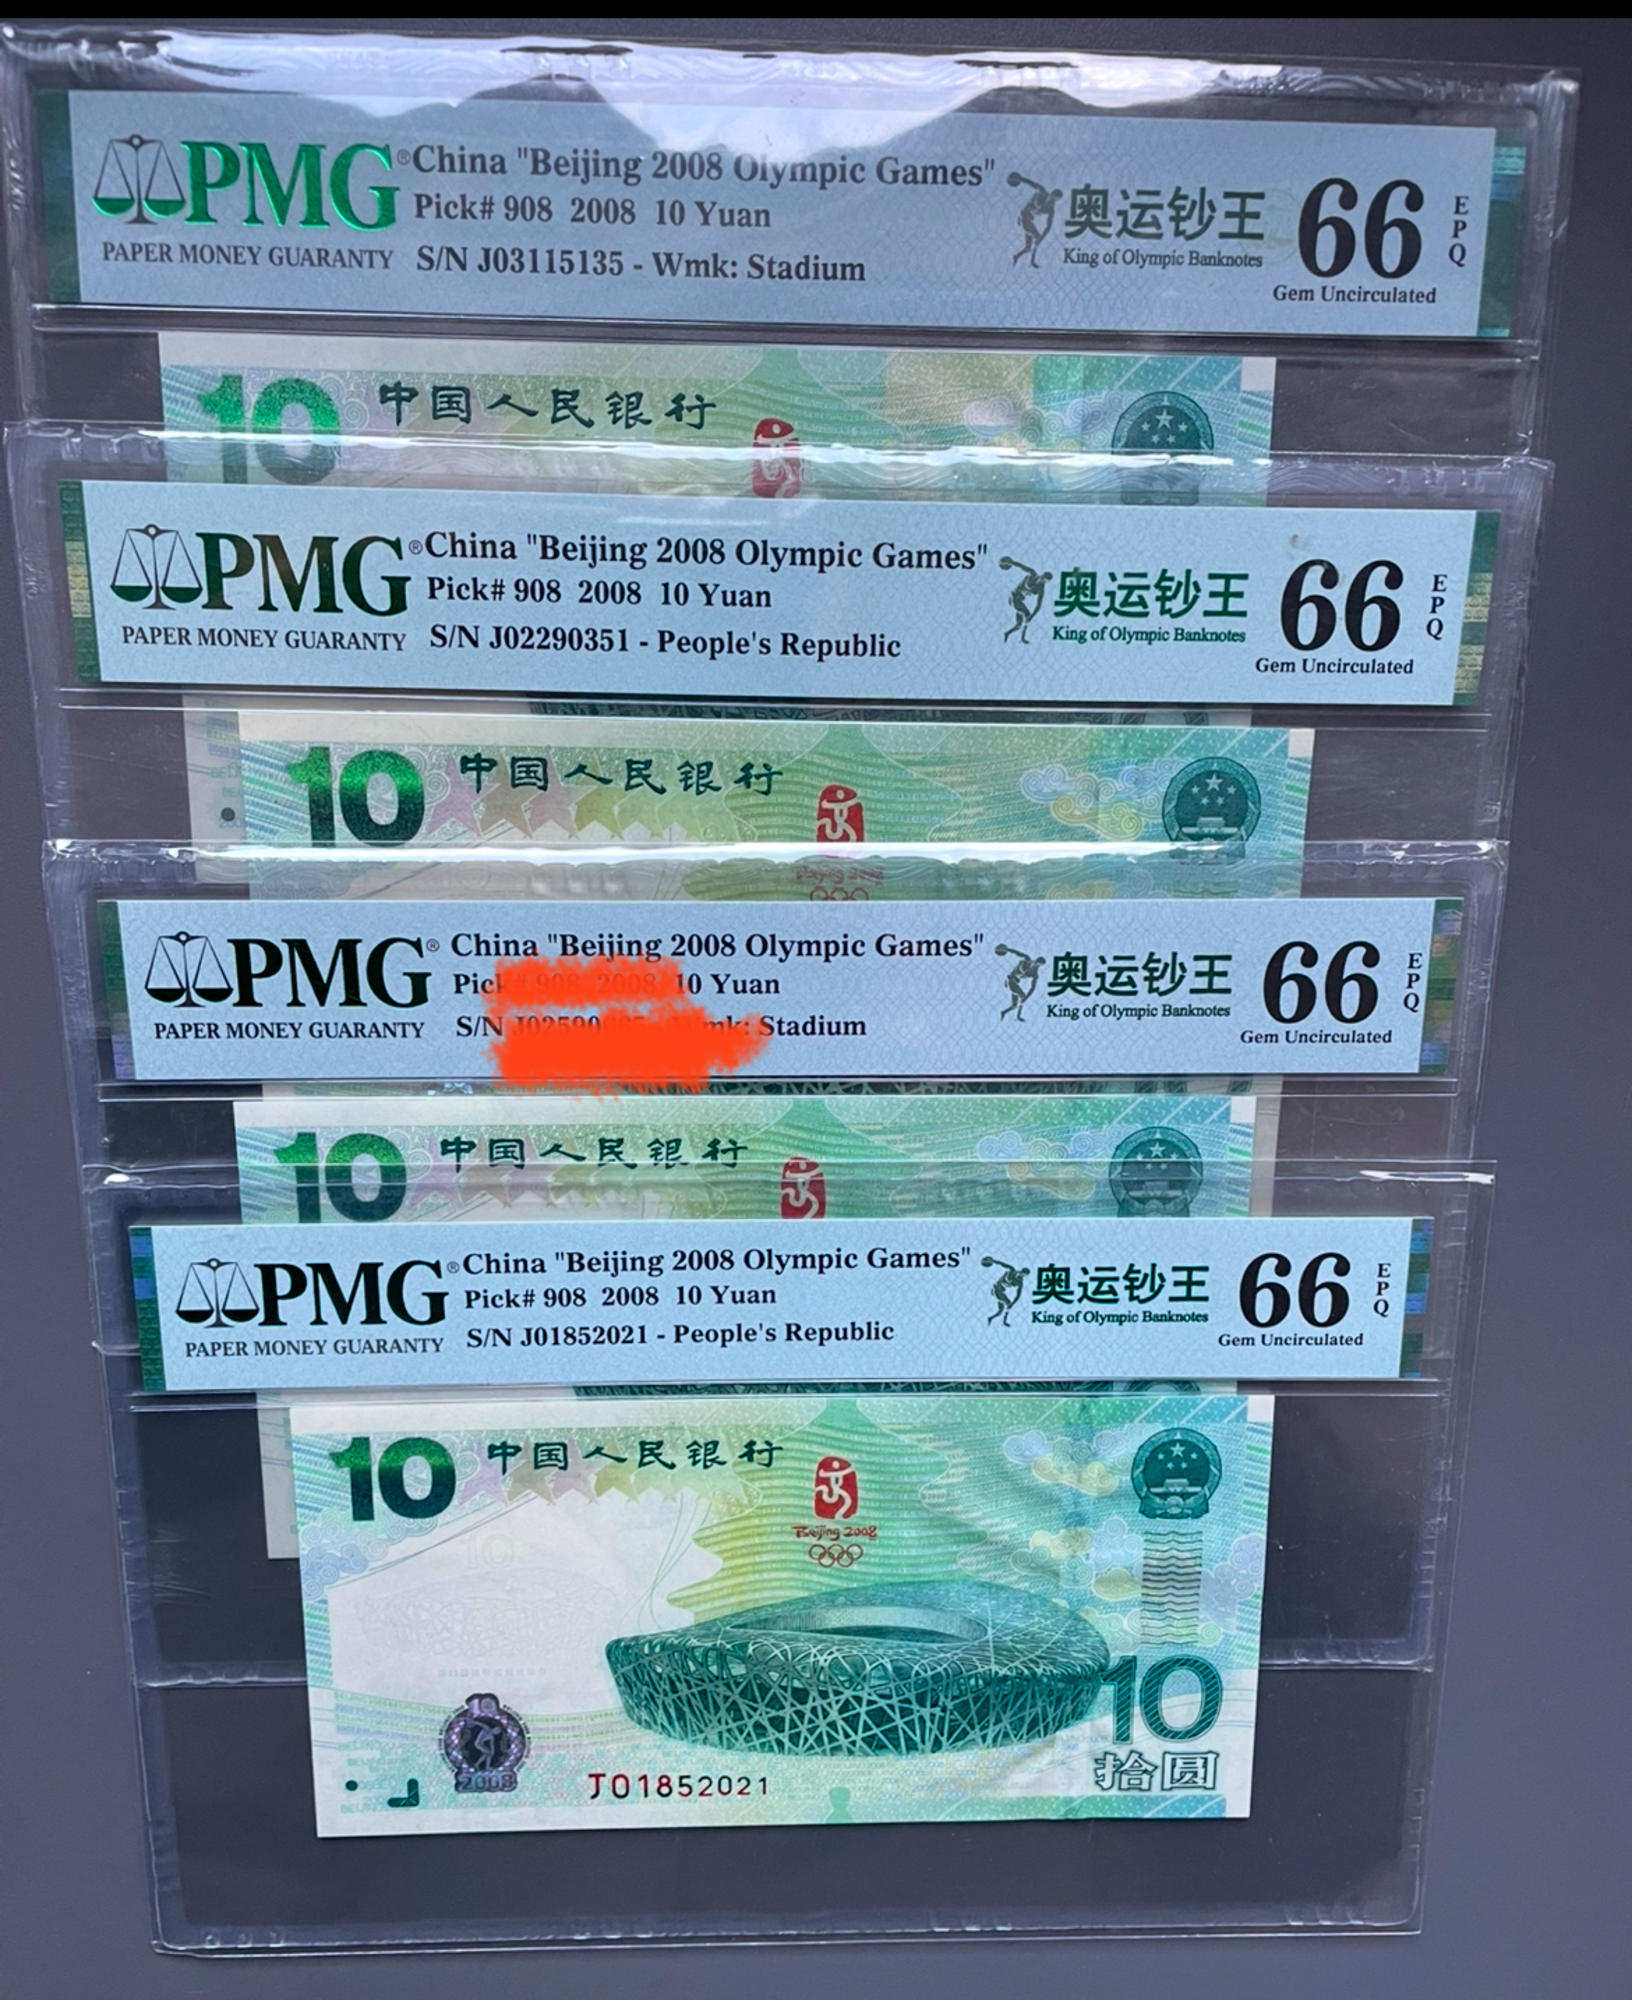 PMG® China "Beijing 2008 Olympic Games" 奥运钞王 66 EPQ
Pick# 908 2008 10 Yuan King of Olympic Banknotes
PAPER MONEY GUARANTY S/N J03115135 - Wmk: Stadium Gem Uncirculated
10 中国人民银行
PMG® China "Beijing 2008 Olympic Games" 奥运钞王 66 EPQ
Pick# 908 2008 10 Yuan King of Olympic Banknotes
PAPER MONEY GUARANTY S/N J02290351 - People's Republic Gem Uncirculated
10 中国人民银行
Beijing 2008
PMG® China "Beijing 2008 Olympic Games" 奥运钞王 66 EPQ
10 Yuan King of Olympic Banknotes
PAPER MONEY GUARANTY S/N Stadium Gem Uncirculated
10 中国人民银行
PMG® China "Beijing 2008 Olympic Games" 奥运钞王 66 EPQ
Pick# 908 2008 10 Yuan King of Olympic Banknotes
PAPER MONEY GUARANTY S/N J01852021 - People's Republic Gem Uncirculated
10 中国人民银行
Beijing 2008
10
拾圆
2008
J01852021